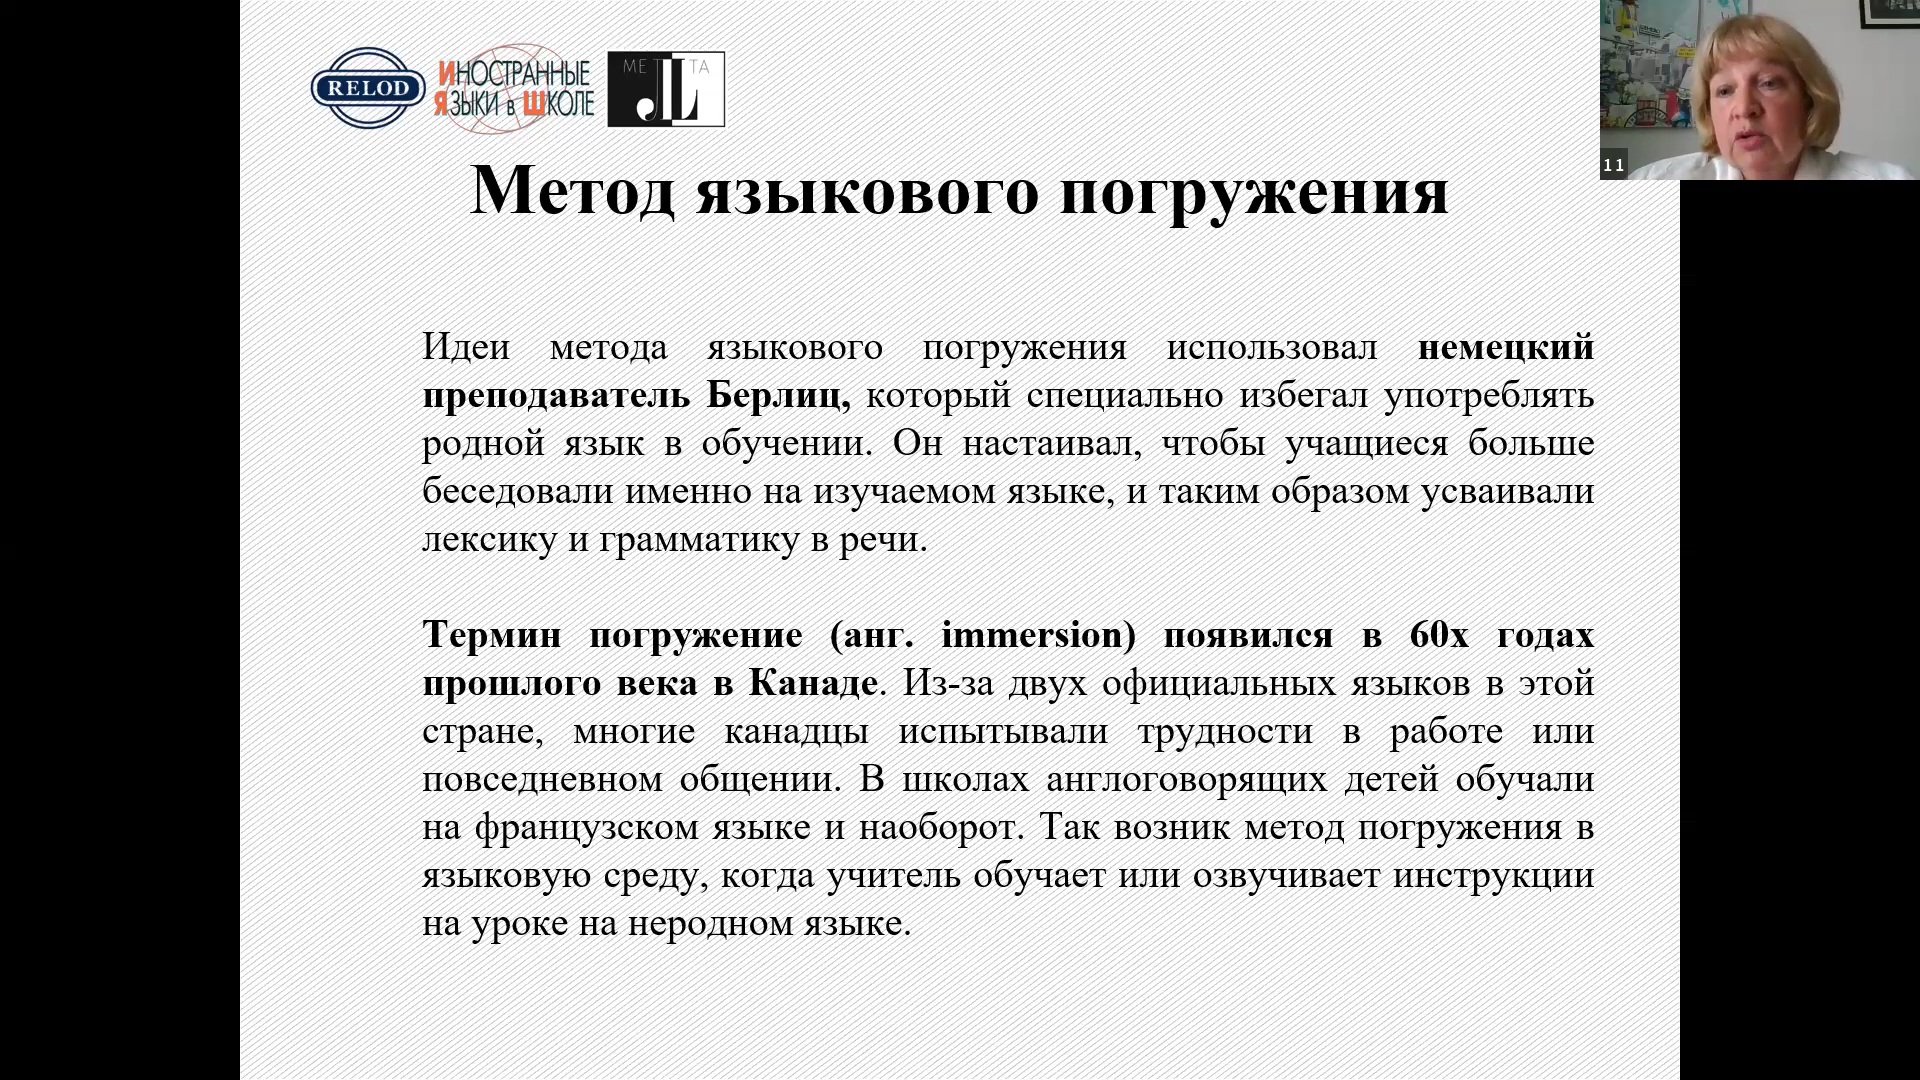 RELOD
ИНОСТРАННЫЕ
ЯЗЫКИ в ШКОЛЕ
МЕ ТА
JL
11
Метод языкового погружения
Идеи метода языкового погружения использовал немецкий
преподаватель Берлиц, который специально избегал употреблять
родной язык в обучении. Он настаивал, чтобы учащиеся больше
беседовали именно на изучаемом языке, и таким образом усваивали
лексику и грамматику в речи.
Термин погружение (анг. immersion) появился в 60х годах
прошлого века в Канаде. Из-за двух официальных языков в этой
стране, многие канадцы испытывали трудности в работе или
повседневном общении. В школах англоговорящих детей обучали
на французском языке и наоборот. Так возник метод погружения в
языковую среду, когда учитель обучает или озвучивает инструкции
на уроке на неродном языке.